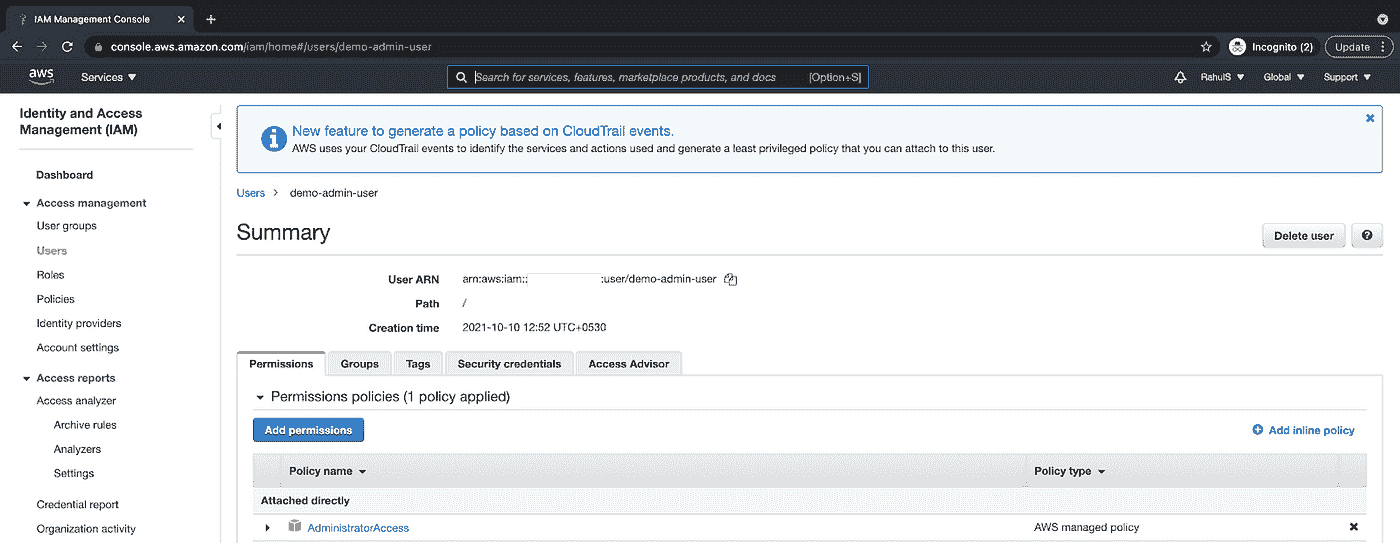 IAM Management Console
console.aws.amazon.com/iam/home#/users/demo-admin-user
Incognito (2)
Update
aws
Services
Search for services, features, marketplace products, and docs
[Option+S]
RahulS
Global
Support
Identity and Access
Management (IAM)
Dashboard
Access management
User groups
Users
Roles
Policies
Identity providers
Account settings
Access reports
Access analyzer
Archive rules
Analyzers
Settings
Credential report
Organization activity
New feature to generate a policy based on CloudTrail events.
AWS uses your CloudTrail events to identify the services and actions used and generate a least privileged policy that you can attach to this user.
Users > demo-admin-user
Summary
Delete user
User ARN arn:aws:iam:: :user/demo-admin-user
Path /
Creation time 2021-10-10 12:52 UTC+0530
Permissions Groups Tags Security credentials Access Advisor
Permissions policies (1 policy applied)
Add permissions
Add inline policy
Policy name Policy type
Attached directly
AdministratorAccess AWS managed policy